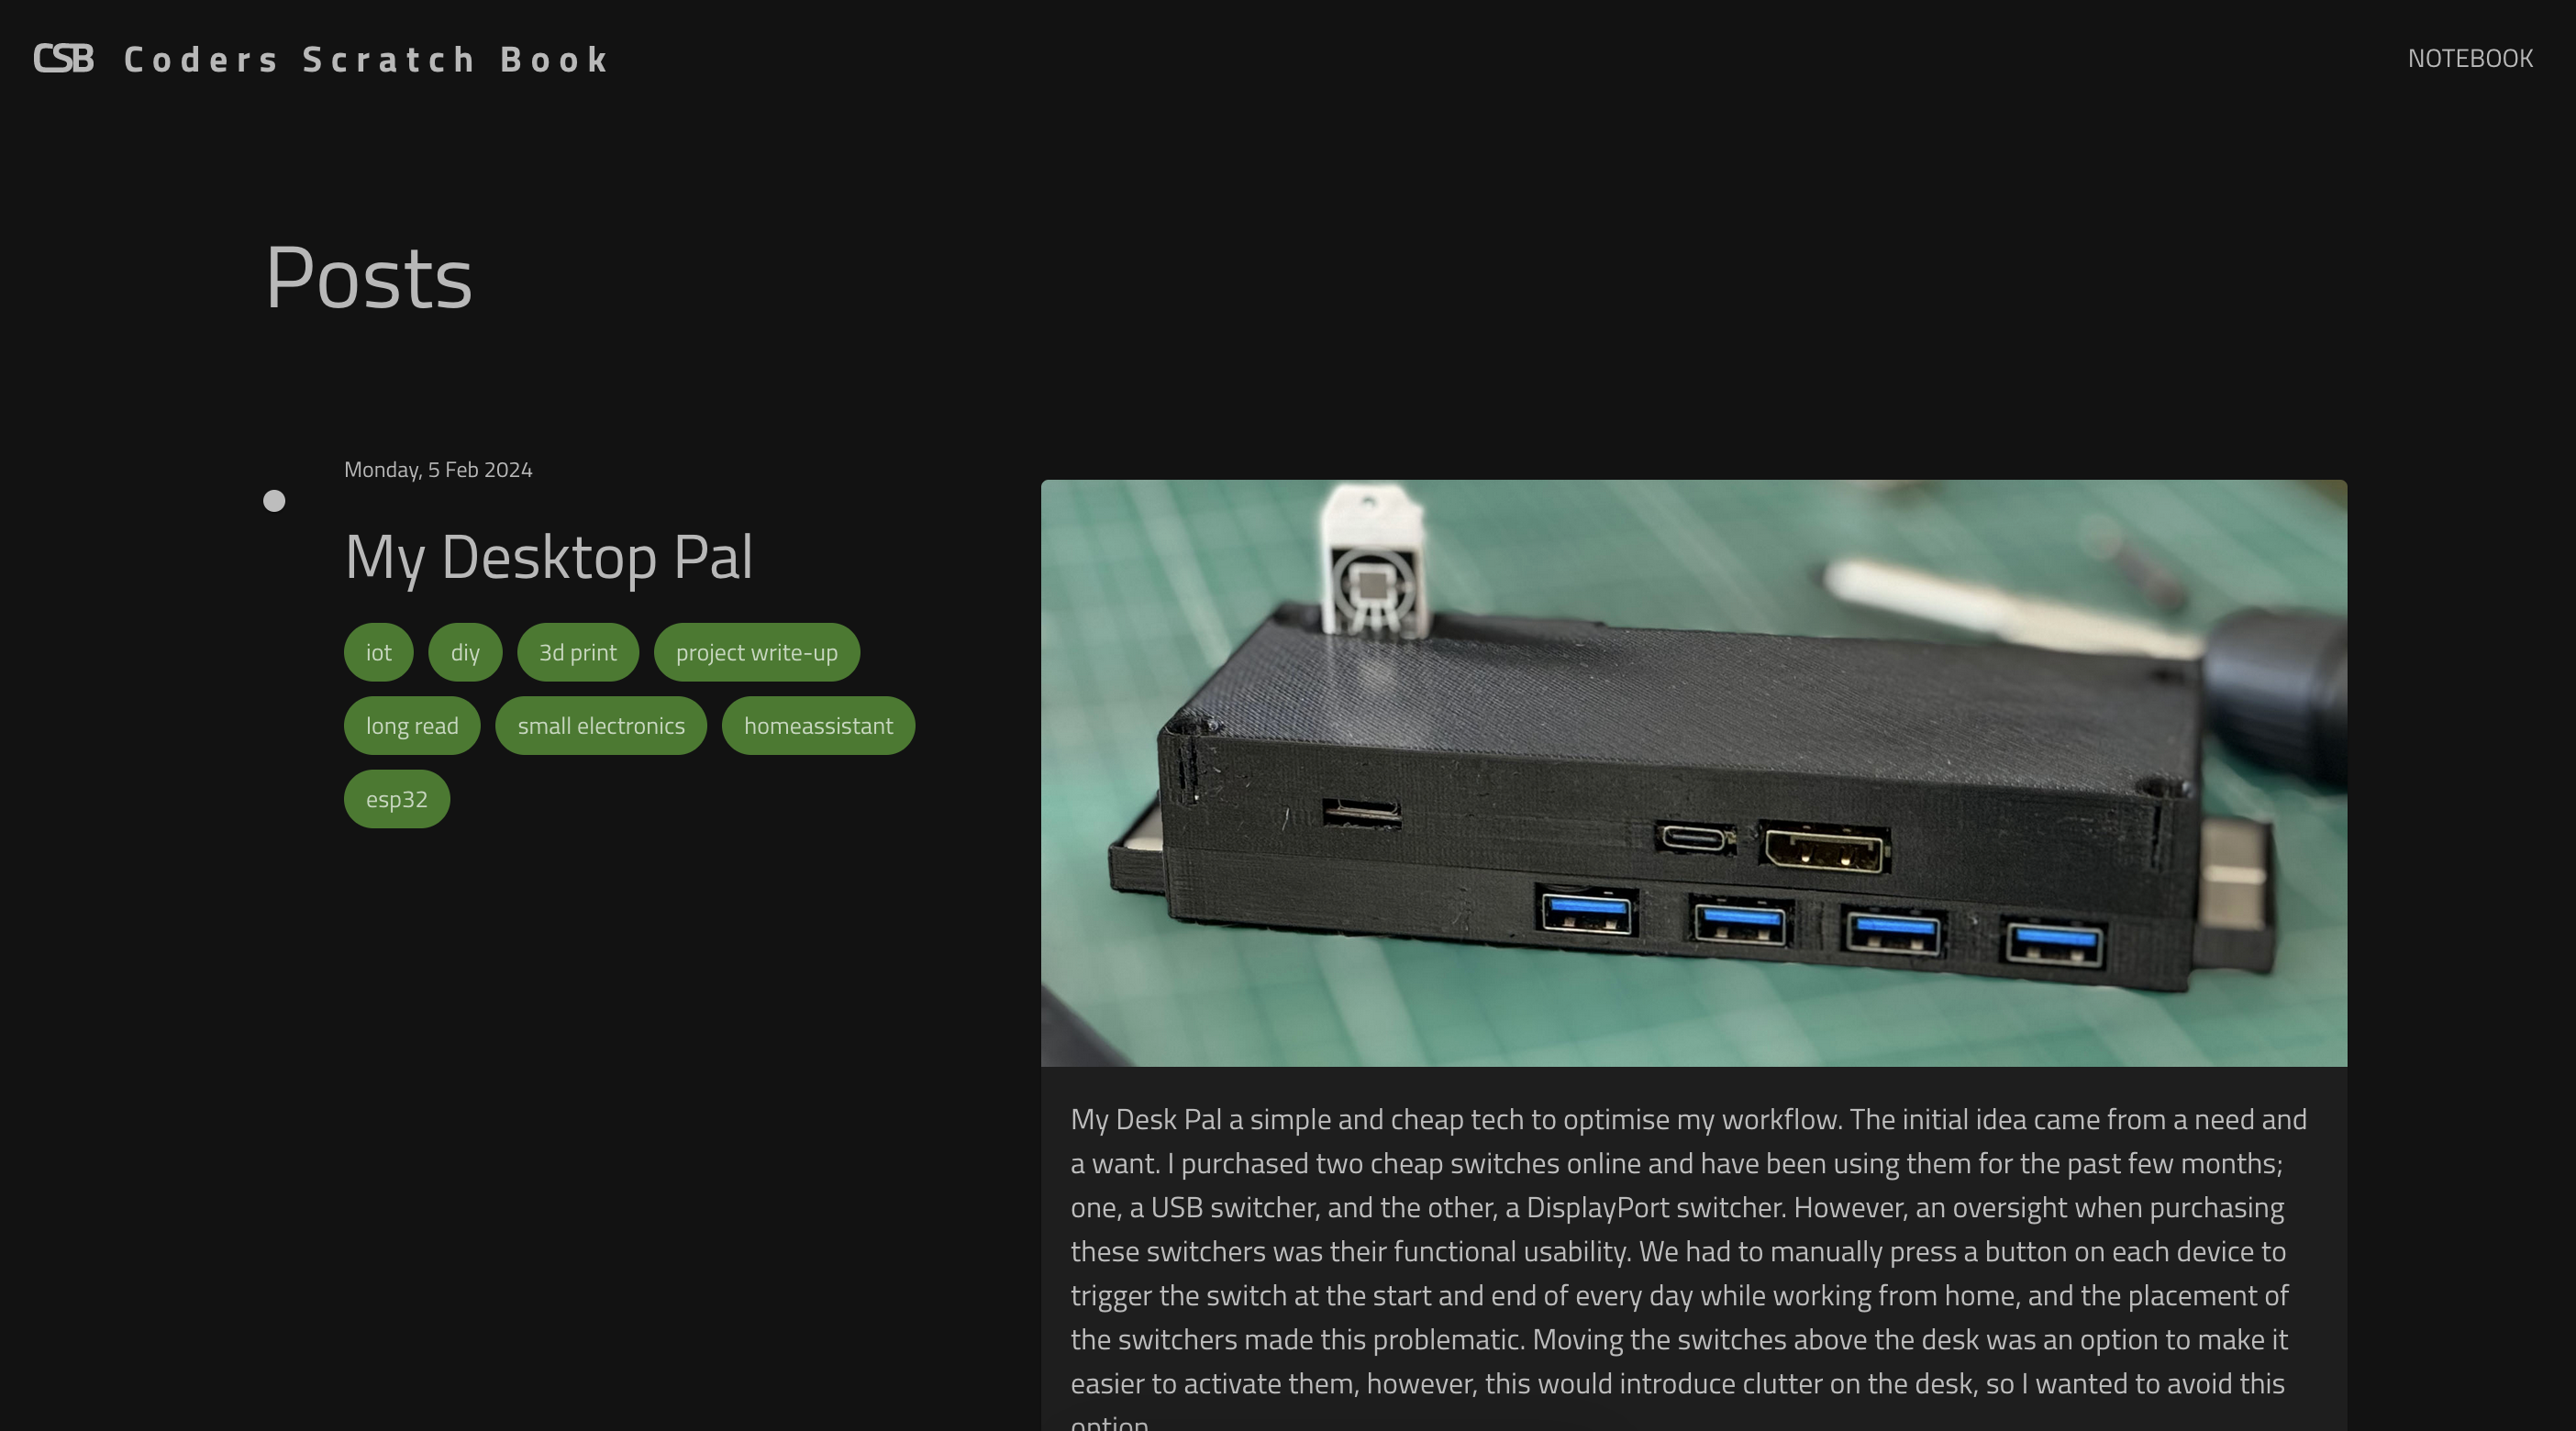 CSB Coders Scratch Book
NOTEBOOK
Posts
Monday, 5 Feb 2024
My Desktop Pal
iot diy 3d print project write-up
long read small electronics homeassistant
esp32
My Desk Pal a simple and cheap tech to optimise my workflow. The initial idea came from a need and
a want. I purchased two cheap switches online and have been using them for the past few months;
one, a USB switcher, and the other, a DisplayPort switcher. However, an oversight when purchasing
these switchers was their functional usability. We had to manually press a button on each device to
trigger the switch at the start and end of every day while working from home, and the placement of
the switchers made this problematic. Moving the switches above the desk was an option to make it
easier to activate them, however, this would introduce clutter on the desk, so I wanted to avoid this
option